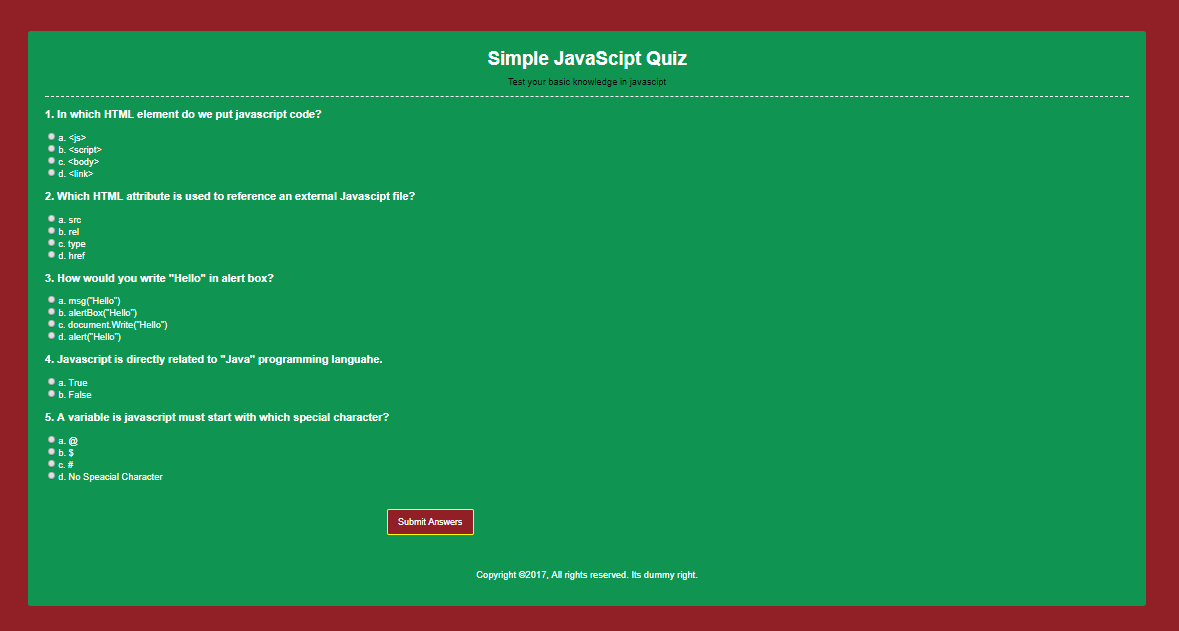 Simple JavaScipt Quiz
Test your basic knowledge in javascipt
1. In which HTML element do we put javascript code?
a. <js>
b. <script>
c. <body>
d. <link>
2. Which HTML attribute is used to reference an external Javascipt file?
a. src
b. rel
c. type
d. href
3. How would you write "Hello" in alert box?
a. msg("Hello")
b. alertBox("Hello")
c. document.Write("Hello")
d. alert("Hello")
4. Javascript is directly related to "Java" programming languahe.
a. True
b. False
5. A variable is javascript must start with which special character?
a. @
b. $
c. #
d. No Speacial Character
Submit Answers
Copyright ©2017, All rights reserved. Its dummy right.